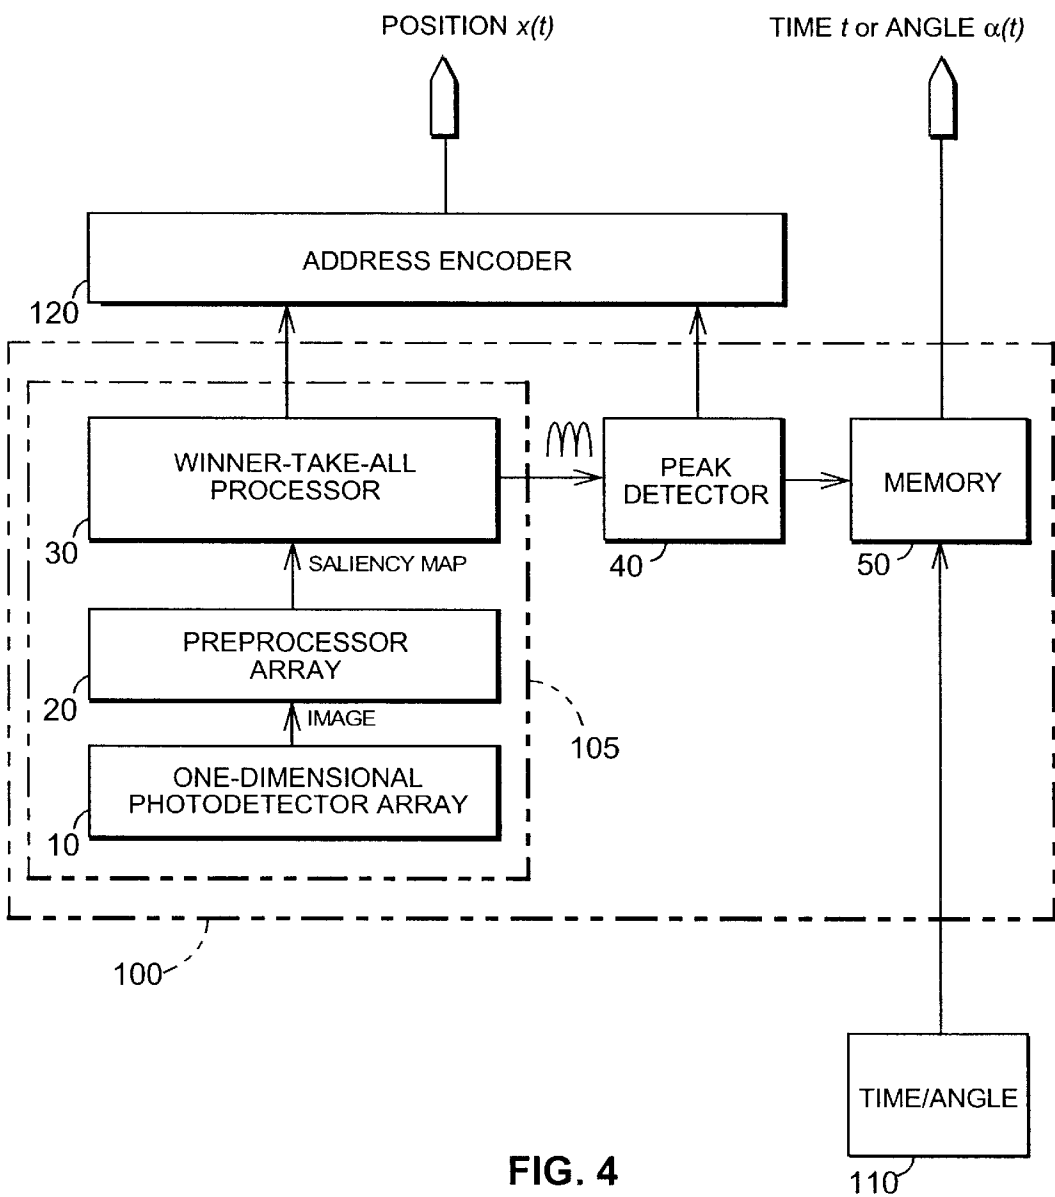 POSITION x(t)
TIME t or ANGLE α(t)
ADDRESS ENCODER
120
WINNER-TAKE-ALL
PROCESSOR
30
PEAK
DETECTOR
40
MEMORY
50
SALIENCY MAP
PREPROCESSOR
ARRAY
20
IMAGE
105
ONE-DIMENSIONAL
PHOTODETECTOR ARRAY
10
100
TIME/ANGLE
110
FIG. 4